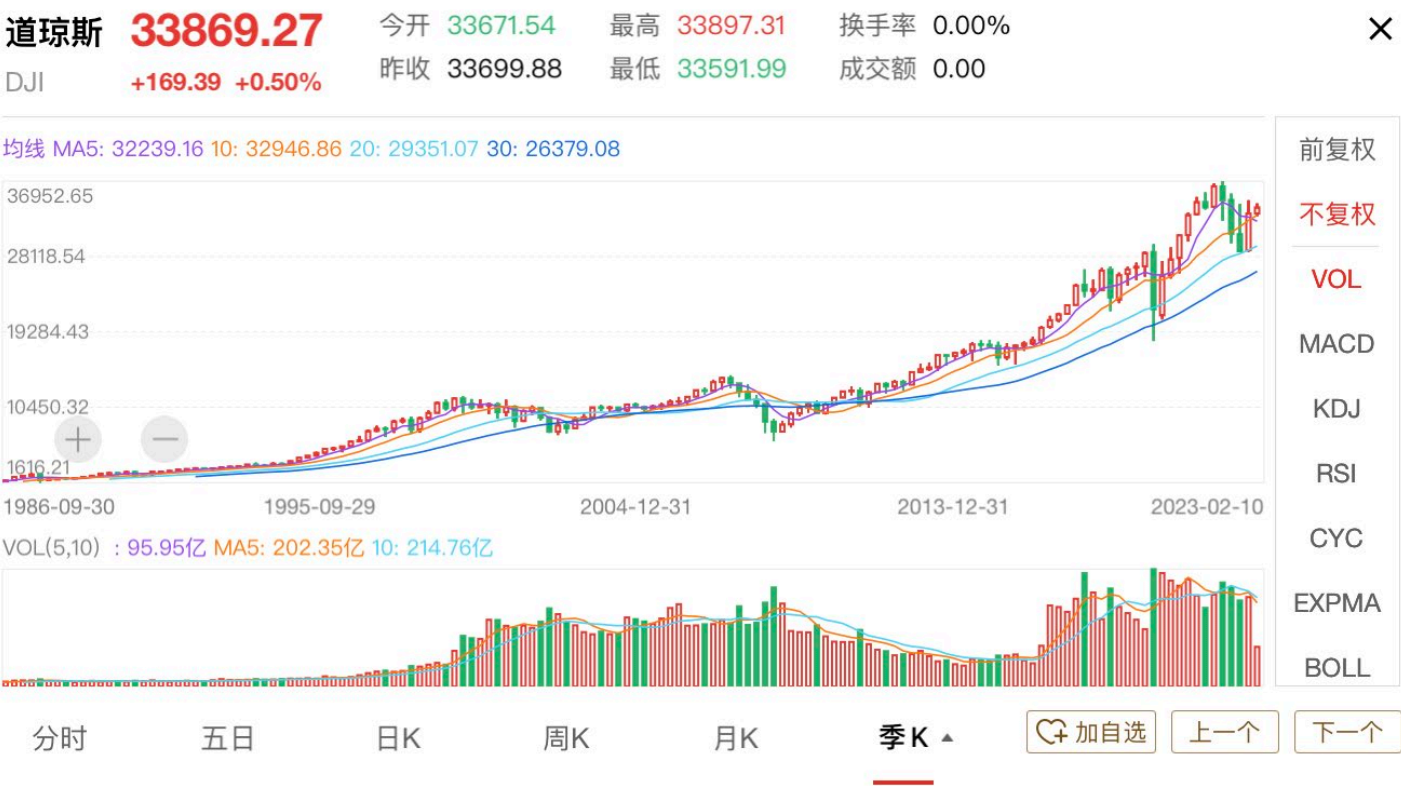 道琼斯 33869.27 今开 33671.54 最高 33897.31 换手率 0.00%
DJI +169.39 +0.50% 昨收 33699.88 最低 33591.99 成交额 0.00
均线 MA5: 32239.16 10: 32946.86 20: 29351.07 30: 26379.08
36952.65
28118.54
19284.43
10450.32
1616.21
1986-09-30 1995-09-29 2004-12-31 2013-12-31 2023-02-10
VOL(5,10) : 95.95亿 MA5: 202.35亿 10: 214.76亿
前复权
不复权
VOL
MACD
KDJ
RSI
CYC
EXPMA
BOLL
分时 五日 日K 周K 月K 季K 加自选 上一个 下一个